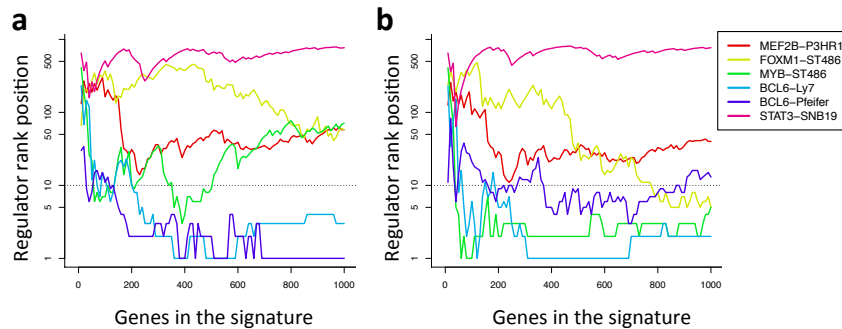 a
b
Regulator rank position
500
100
50
10
5
1
0
200
400
600
800
1000
Genes in the signature
Regulator rank position
500
100
50
10
5
1
0
200
400
600
800
1000
Genes in the signature
MEF2B−P3HR1
FOXM1−ST486
MYB−ST486
BCL6−Ly7
BCL6−Pfeifer
STAT3−SNB19